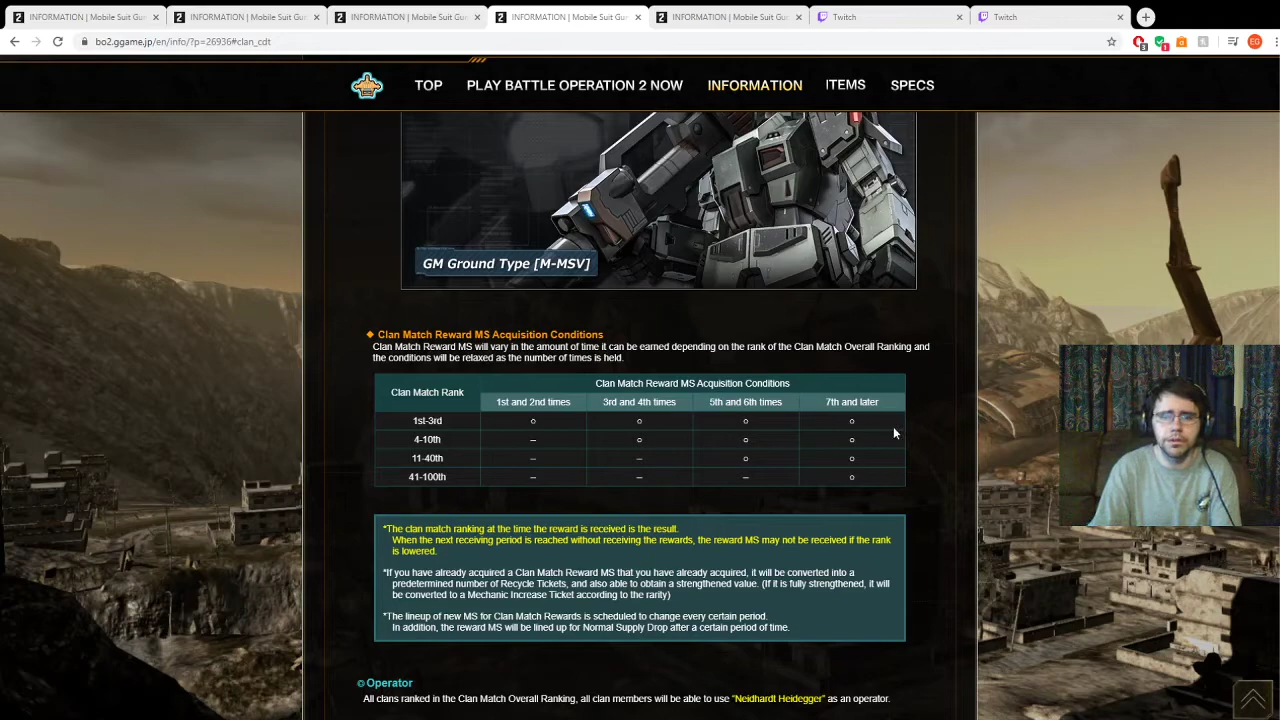 INFORMATION | Mobile Suit Gu
INFORMATION | Mobile Suit Gu
INFORMATION | Mobile Suit Gu
INFORMATION | Mobile Suit Gu
INFORMATION | Mobile Suit Gu
Twitch
Twitch
bo2.ggame.jp/en/info/?p=26936#clan_cdt
3
1
EG
TOP PLAY BATTLE OPERATION 2 NOW INFORMATION ITEMS SPECS
GM Ground Type [M-MSV]
◆ Clan Match Reward MS Acquisition Conditions
Clan Match Reward MS will vary in the amount of time it can be earned depending on the rank of the Clan Match Overall Ranking and
the conditions will be relaxed as the number of times is held.
Clan Match Rank
Clan Match Reward MS Acquisition Conditions
1st and 2nd times 3rd and 4th times 5th and 6th times 7th and later
1st-3rd ○ ○ ○ ○
4-10th – ○ ○ ○
11-40th – – ○ ○
41-100th – – – ○
*The clan match ranking at the time the reward is received is the result.
When the next receiving period is reached without receiving the rewards, the reward MS may not be received if the rank
is lowered.
*If you have already acquired a Clan Match Reward MS that you have already acquired, it will be converted into a
predetermined number of Recycle Tickets, and also able to obtain a strengthened value. (If it is fully strengthened, it will
be converted to a Mechanic Increase Ticket according to the rarity)
*The lineup of new MS for Clan Match Rewards is scheduled to change every certain period.
In addition, the reward MS will be lined up for Normal Supply Drop after a certain period of time.
◎Operator
All clans ranked in the Clan Match Overall Ranking, all clan members will be able to use "Neidhardt Heidegger" as an operator.